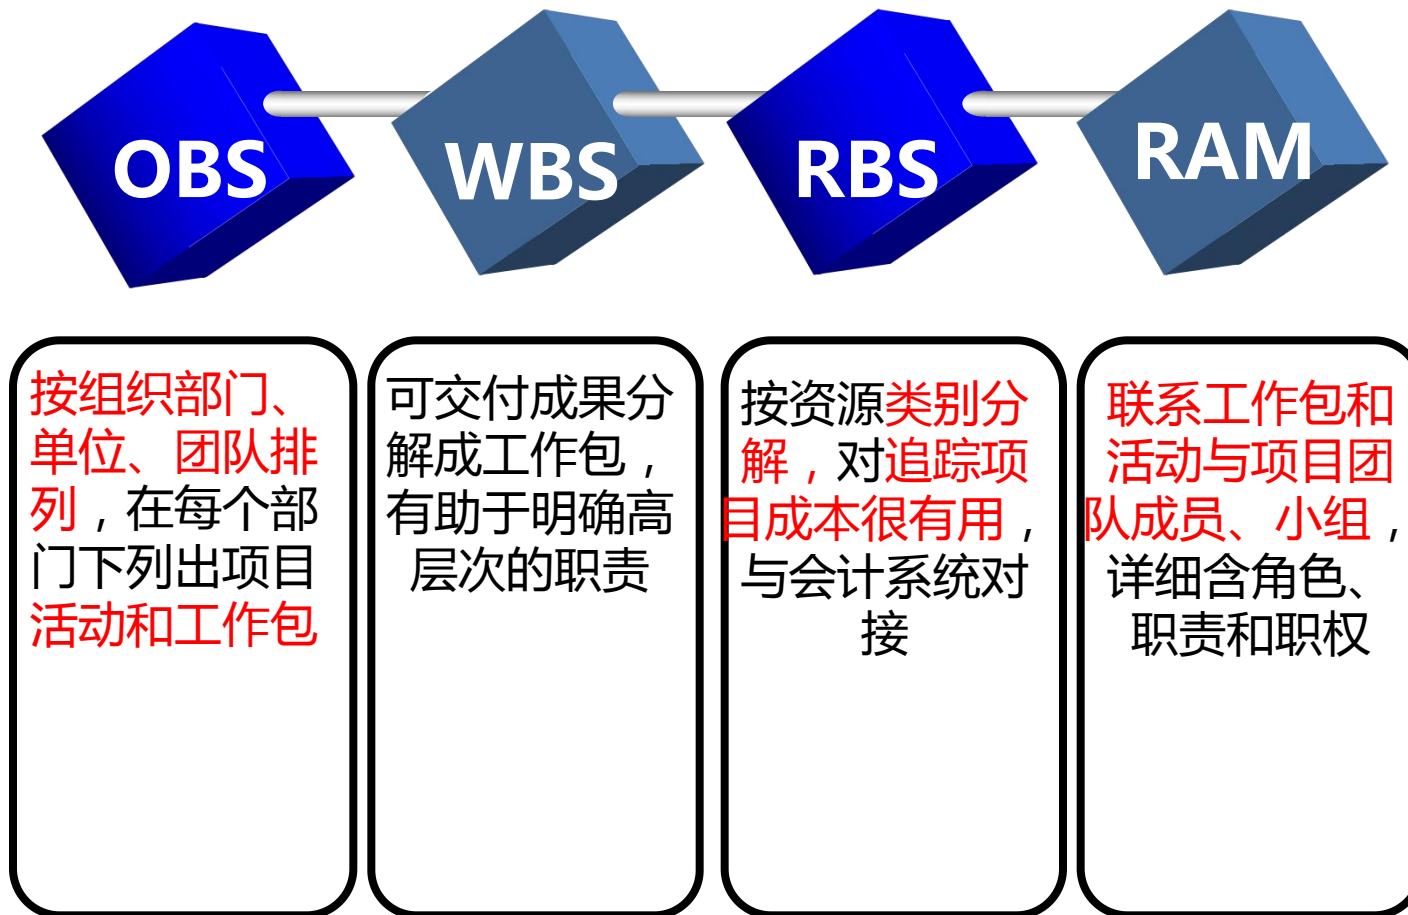 OBS
WBS
RBS
RAM
按组织部门、
单位、团队排
列，在每个部
门下列出项目
活动和工作包
可交付成果分
解成工作包，
有助于明确高
层次的职责
按资源类别分
解，对追踪项
目成本很有用，
与会计系统对
接
联系工作包和
活动与项目团
队成员、小组，
详细含角色、
职责和职权